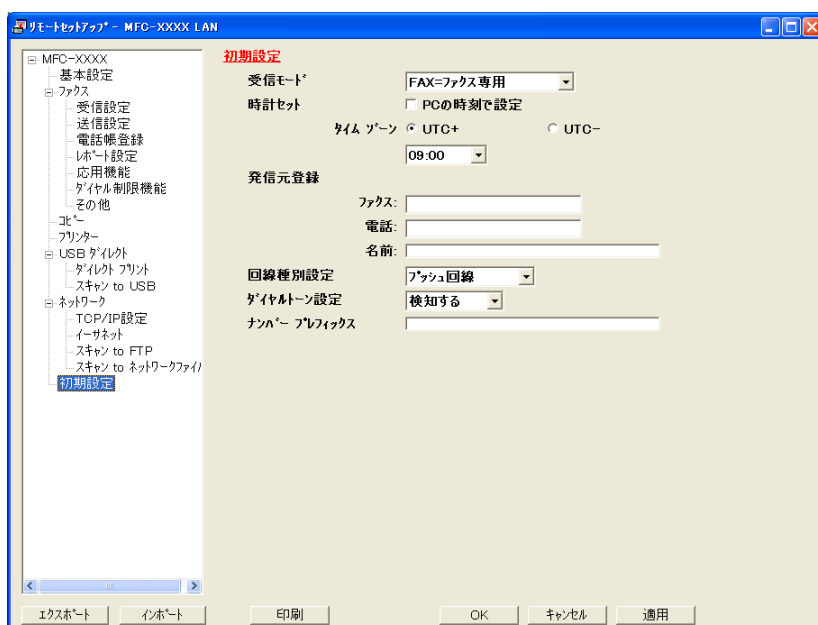 ﾘﾓｰﾄｾｯﾄｱｯﾌﾟ - MFC-XXXX LAN
MFC-XXXX
基本設定
ﾌｧｸｽ
受信設定
送信設定
電話帳登録
ﾚﾎﾟｰﾄ設定
応用機能
ﾀﾞｲﾔﾙ制限機能
その他
ｺﾋﾟｰ
ﾌﾟﾘﾝﾀｰ
USB ﾀﾞｲﾚｸﾄ
ﾀﾞｲﾚｸﾄ ﾌﾟﾘﾝﾄ
ｽｷｬﾝ to USB
ﾈｯﾄﾜｰｸ
TCP/IP設定
ｲｰｻﾈｯﾄ
ｽｷｬﾝ to FTP
ｽｷｬﾝ to ﾈｯﾄﾜｰｸﾌｧｲﾙ
初期設定
初期設定
受信ﾓｰﾄﾞ FAX=ﾌｧｸｽ専用
時計ｾｯﾄ PCの時刻で設定
ﾀｲﾑ ｿﾞｰﾝ UTC+ UTC-
09:00
発信元登録
ﾌｧｸｽ:
電話:
名前:
回線種別設定 ﾌﾟｯｼｭ回線
ﾀﾞｲﾔﾙﾄｰﾝ設定 検知する
ﾅﾝﾊﾞｰ ﾌﾟﾚﾌｨｯｸｽ
ｴｸｽﾎﾟｰﾄ ｲﾝﾎﾟｰﾄ 印刷 OK ｷｬﾝｾﾙ 適用